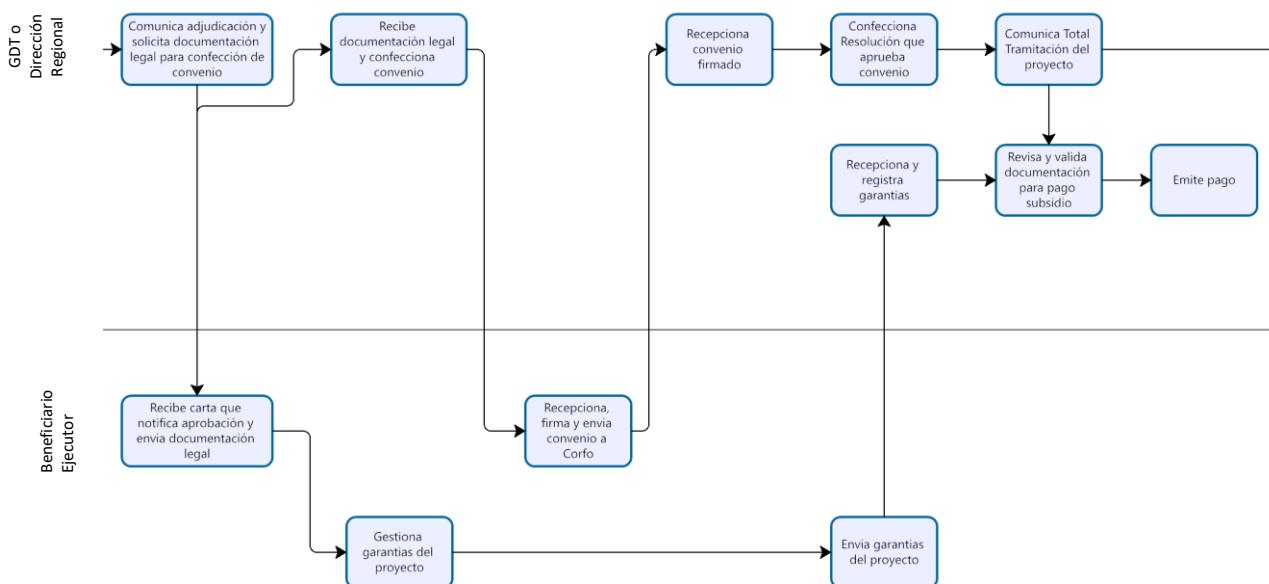 GDT o
Dirección
Regional
Comunica adjudicación y
solicita documentación
legal para confección de
convenio
Recibe
documentación legal
y confecciona
convenio
Recepciona
convenio
firmado
Confecciona
Resolución que
aprueba
convenio
Comunica Total
Tramitación del
proyecto
Recepciona y
registra
garantias
Revisa y valida
documentación
para pago
subsidio
Emite pago
Beneficiario
Ejecutor
Recibe carta que
notifica aprobación y
envia documentación
legal
Recepciona,
firma y envia
convenio a
Corfo
Gestiona
garantias del
proyecto
Envia garantias
del proyecto